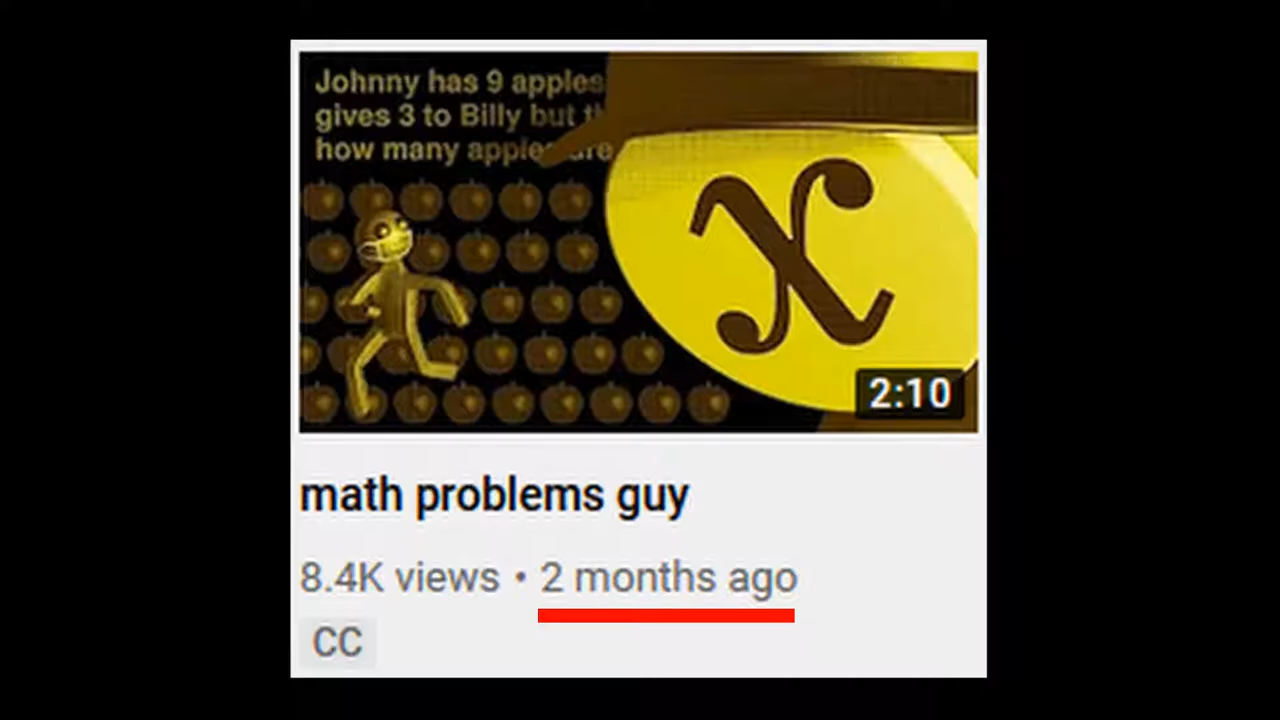 Johnny has 9 apples
gives 3 to Billy but
how many apples are
x
2:10
math problems guy
8.4K views • 2 months ago
CC